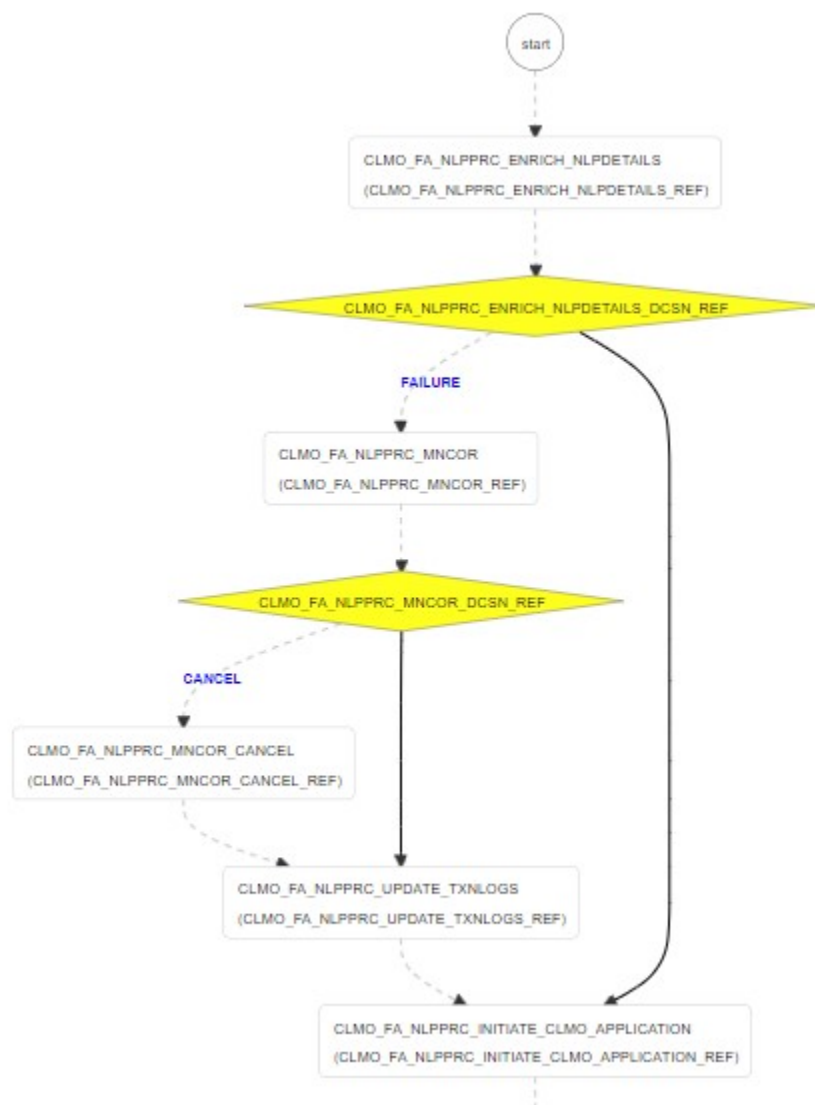 start
CLMO_FA_NLPPRC_ENRICH_NLPDETAILS
(CLMO_FA_NLPPRC_ENRICH_NLPDETAILS_REF)
CLMO_FA_NLPPRC_ENRICH_NLPDETAILS_DCSN_REF
FAILURE
CLMO_FA_NLPPRC_MNCOR
(CLMO_FA_NLPPRC_MNCOR_REF)
CLMO_FA_NLPPRC_MNCOR_DCSN_REF
CANCEL
CLMO_FA_NLPPRC_MNCOR_CANCEL
(CLMO_FA_NLPPRC_MNCOR_CANCEL_REF)
CLMO_FA_NLPPRC_UPDATE_TXNLOGS
(CLMO_FA_NLPPRC_UPDATE_TXNLOGS_REF)
CLMO_FA_NLPPRC_INITIATE_CLMO_APPLICATION
(CLMO_FA_NLPPRC_INITIATE_CLMO_APPLICATION_REF)